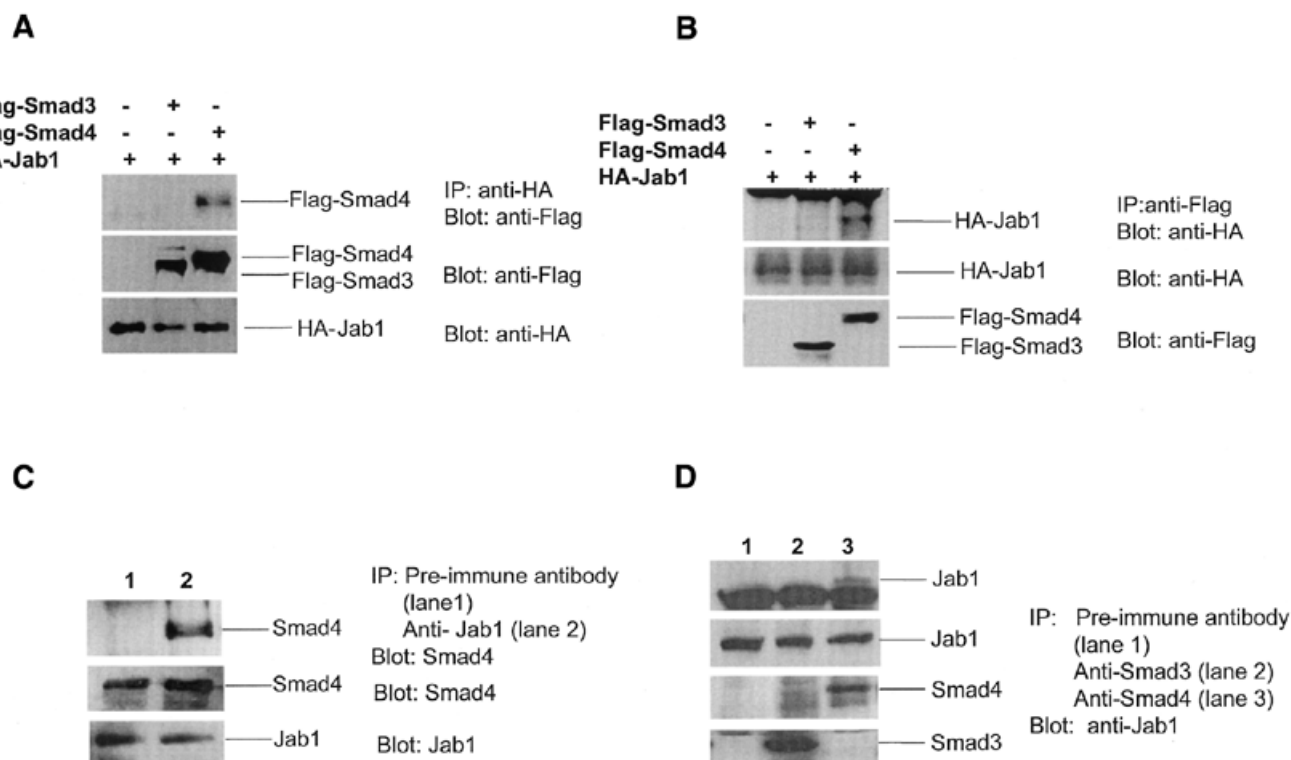 A
ag-Smad3 - + -
ag-Smad4 - - +
A-Jab1 + + +
Flag-Smad4
IP: anti-HA
Blot: anti-Flag
Flag-Smad4
Flag-Smad3
Blot: anti-Flag
HA-Jab1
Blot: anti-HA
B
Flag-Smad3 - + -
Flag-Smad4 - - +
HA-Jab1 + + +
HA-Jab1
IP:anti-Flag
Blot: anti-HA
HA-Jab1
Blot: anti-HA
Flag-Smad4
Flag-Smad3
Blot: anti-Flag
C
1 2
Smad4
Smad4
Jab1
IP: Pre-immune antibody
(lane1)
Anti- Jab1 (lane 2)
Blot: Smad4
Blot: Smad4
Blot: Jab1
D
1 2 3
Jab1
Jab1
Smad4
Smad3
IP: Pre-immune antibody
(lane 1)
Anti-Smad3 (lane 2)
Anti-Smad4 (lane 3)
Blot: anti-Jab1